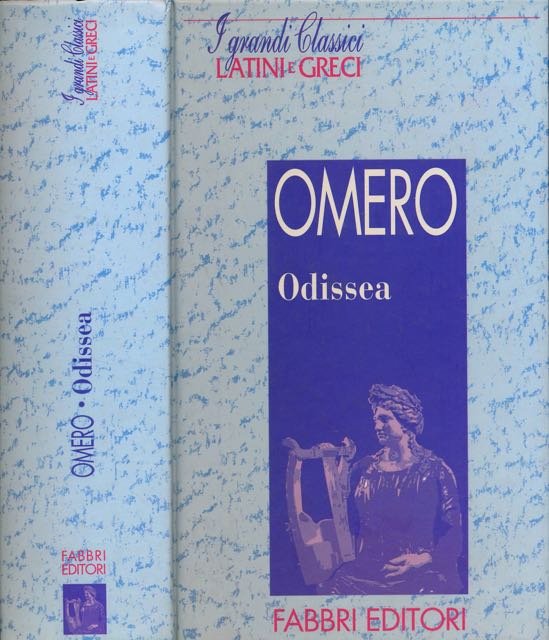 I grandi Classici
LATINI E GRECI
OMERO • Odissea
FABBRI
EDITORI
I grandi Classici
LATINI E GRECI
OMERO
Odissea
FABBRI EDITORI